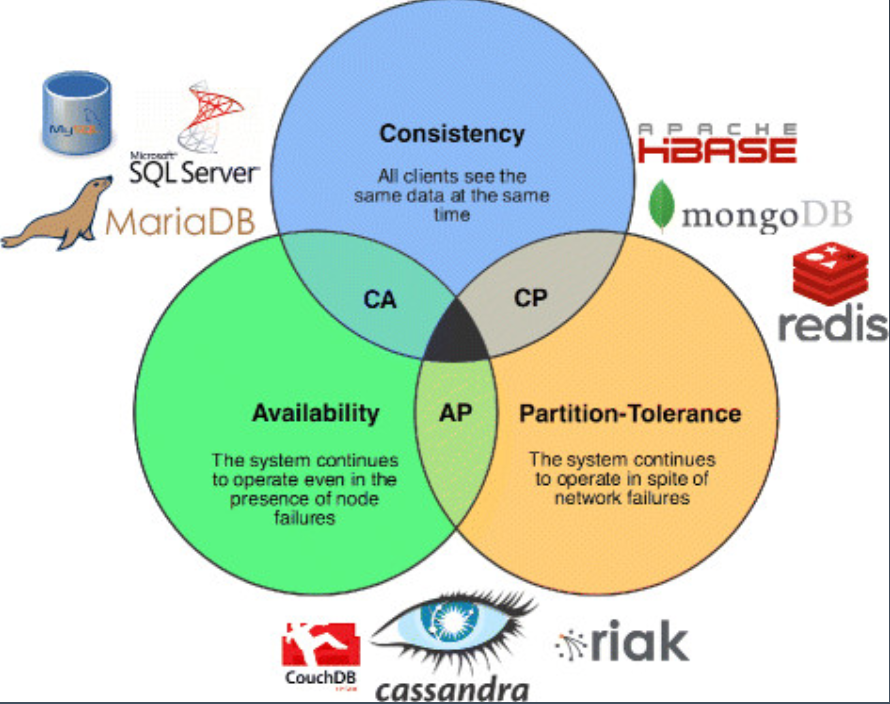 Consistency
All clients see the
same data at the same
time
MySQL
Microsoft
SQL Server
MariaDB
APACHE
HBASE
mongoDB
redis
CA
CP
AP
Availability
The system continues
to operate even in the
presence of node
failures
Partition-Tolerance
The system continues
to operate in spite of
network failures
CouchDB
cassandra
riak